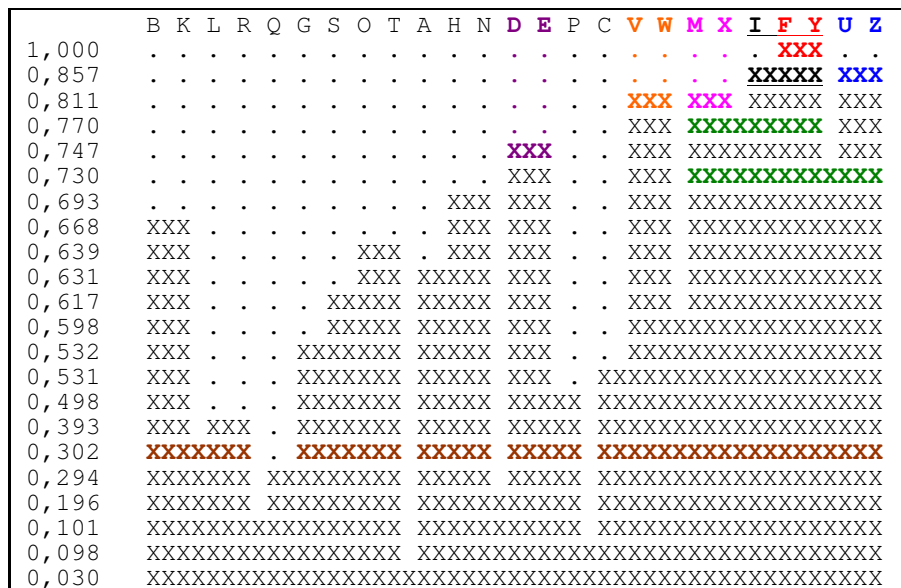 B K L R Q G S O T A H N D E P C V W M X I F Y U Z
1,000 . . . . . . . . . . . . . . . . . . . . . XXX . .
0,857 . . . . . . . . . . . . . . . . . . . . XXXXX XXX
0,811 . . . . . . . . . . . . . . . . XXX XXX XXXXX XXX
0,770 . . . . . . . . . . . . . . . . XXX XXXXXXXXX XXX
0,747 . . . . . . . . . . . . XXX . . XXX XXXXXXXXX XXX
0,730 . . . . . . . . . . . . XXX . . XXX XXXXXXXXXXXXX
0,693 . . . . . . . . . . XXX XXX . . XXX XXXXXXXXXXXXX
0,668 XXX . . . . . . . . XXX XXX . . XXX XXXXXXXXXXXXX
0,639 XXX . . . . . XXX . XXX XXX . . XXX XXXXXXXXXXXXX
0,631 XXX . . . . . XXX XXXXX XXX . . XXX XXXXXXXXXXXXX
0,617 XXX . . . . XXXXX XXXXX XXX . . XXX XXXXXXXXXXXXX
0,598 XXX . . . . XXXXX XXXXX XXX . . XXXXXXXXXXXXXXXXX
0,532 XXX . . . XXXXXXX XXXXX XXX . . XXXXXXXXXXXXXXXXX
0,531 XXX . . . XXXXXXX XXXXX XXX . XXXXXXXXXXXXXXXXXXX
0,498 XXX . . . XXXXXXX XXXXX XXXXX XXXXXXXXXXXXXXXXXXX
0,393 XXX XXX . XXXXXXX XXXXX XXXXX XXXXXXXXXXXXXXXXXXX
0,302 XXXXXXX . XXXXXXX XXXXX XXXXX XXXXXXXXXXXXXXXXXXX
0,294 XXXXXXX XXXXXXXXX XXXXX XXXXX XXXXXXXXXXXXXXXXXXX
0,196 XXXXXXX XXXXXXXXX XXXXXXXXXXX XXXXXXXXXXXXXXXXXXX
0,101 XXXXXXXXXXXXXXXXX XXXXXXXXXXX XXXXXXXXXXXXXXXXXXX
0,098 XXXXXXXXXXXXXXXXX XXXXXXXXXXXXXXXXXXXXXXXXXXXXXXX
0,030 XXXXXXXXXXXXXXXXXXXXXXXXXXXXXXXXXXXXXXXXXXXXXXXXX